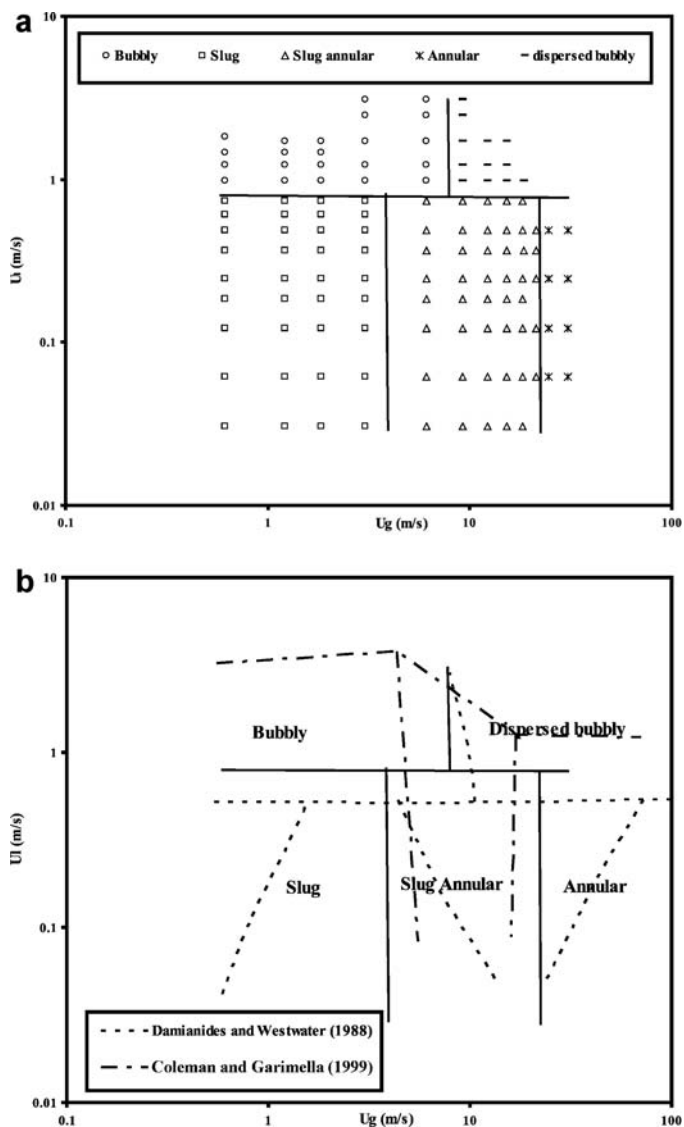 a
10
Bubbly Slug Slug annular Annular dispersed bubbly
1
Ul (m/s)
0.1
0.01
0.1 1 10 100
Ug (m/s)
b
10
Bubbly Dispersed bubbly
1
Ul (m/s)
Slug Slug Annular Annular
0.1
Damianides and Westwater (1988)
Coleman and Garimella (1999)
0.01
0.1 1 10 100
Ug (m/s)